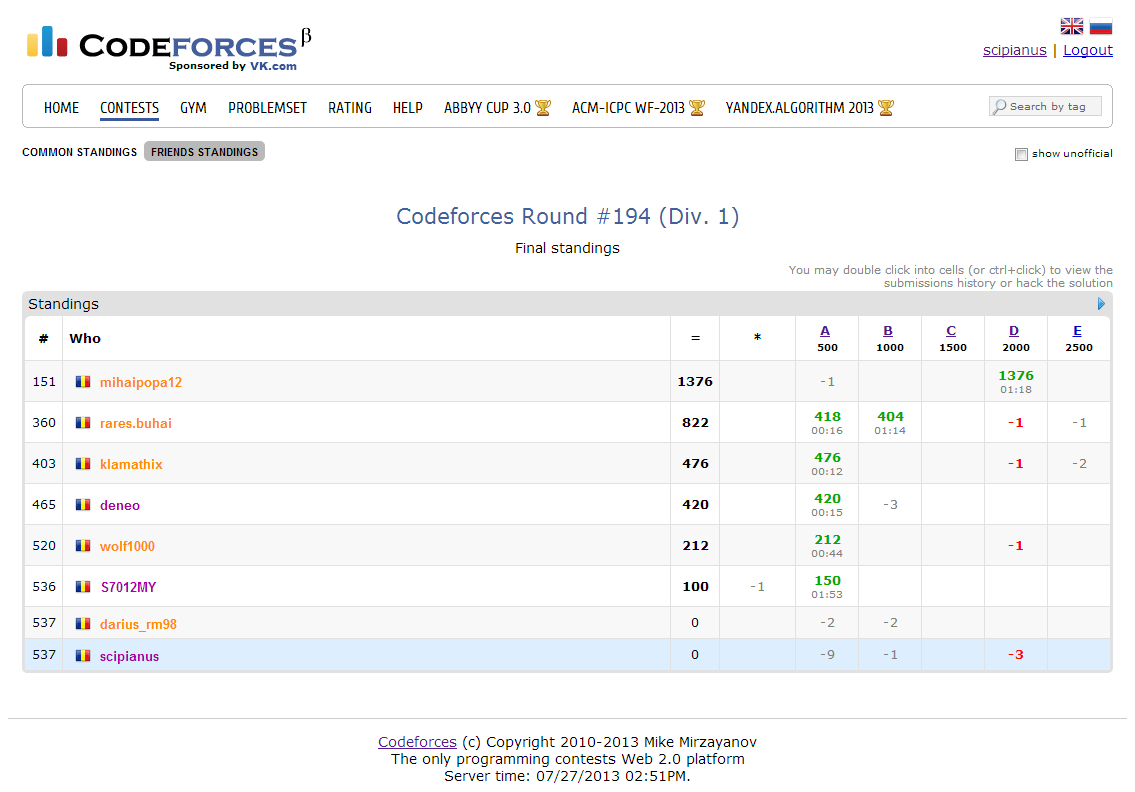 CODEFORCES β
Sponsored by VK.com
scipianus | Logout
HOME CONTESTS GYM PROBLEMSET RATING HELP ABBYY CUP 3.0 ACM-ICPC WF-2013 YANDEX.ALGORITHM 2013 Search by tag
COMMON STANDINGS FRIENDS STANDINGS show unofficial
Codeforces Round #194 (Div. 1)
Final standings
You may double click into cells (or ctrl+click) to view the
submissions history or hack the solution
Standings
# Who = * A B C D E
500 1000 1500 2000 2500
151 mihaipopa12 1376 -1 1376
01:18
360 rares.buhai 822 418 404 -1 -1
00:16 01:14
403 klamathix 476 476 -1 -2
00:12
465 deneo 420 420 -3
00:15
520 wolf1000 212 212 -1
00:44
536 S7012MY 100 -1 150
01:53
537 darius_rm98 0 -2 -2
537 scipianus 0 -9 -1 -3
Codeforces (c) Copyright 2010-2013 Mike Mirzayanov
The only programming contests Web 2.0 platform
Server time: 07/27/2013 02:51PM.